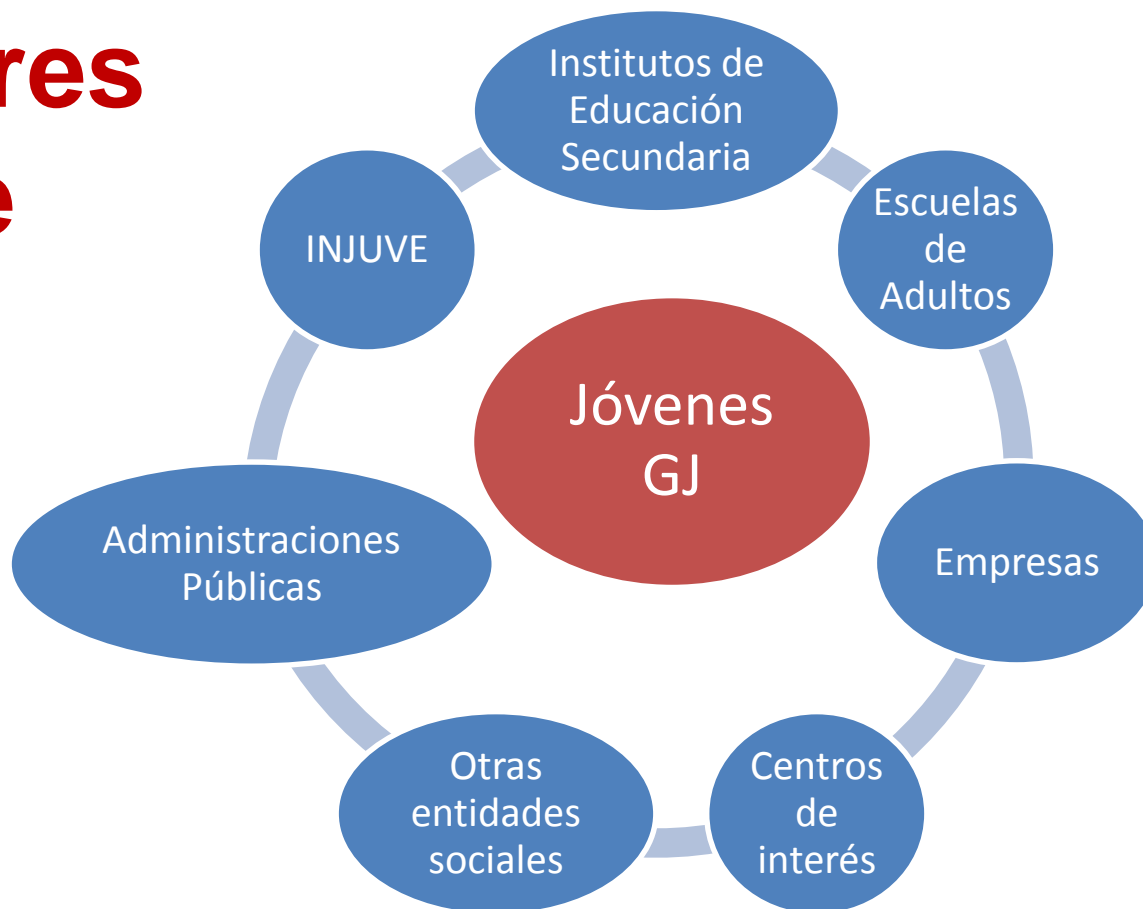 res
e
Institutos de
Educación
Secundaria
Escuelas
de
Adultos
Empresas
Centros
de
interés
Otras
entidades
sociales
Administraciones
Públicas
INJUVE
Jóvenes
GJ